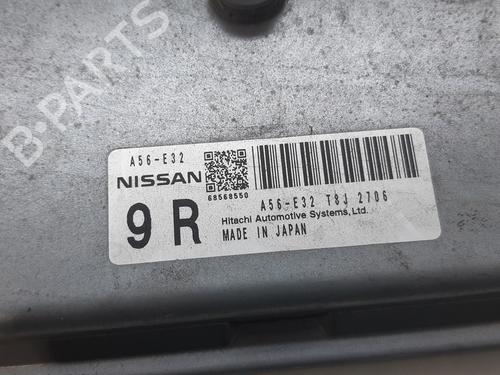 B-PARTS
A56-E32
NISSAN
68568550
A56-E32 T8J 2706
9 R
Hitachi Automotive Systems, Ltd.
MADE IN JAPAN